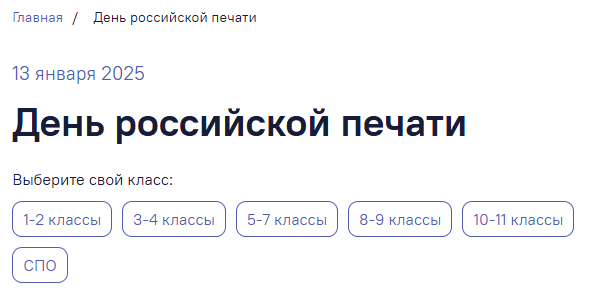 Главная / День российской печати
13 января 2025
День российской печати
Выберите свой класс:
1-2 классы 3-4 классы 5-7 классы 8-9 классы 10-11 классы
СПО